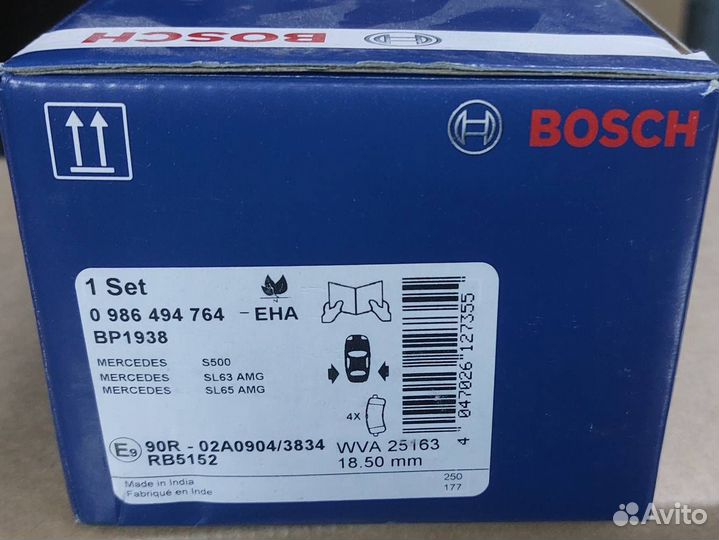 BOSCH
BOSCH
1 Set
0 986 494 764 - EHA
BP1938
MERCEDES S500
MERCEDES SL63 AMG
MERCEDES SL65 AMG
4X
E9 90R - 02A0904/3834
RB5152
WVA 25163
18.50 mm
Made in India
Fabriqué en Inde
250
177
4 047026 127355
Avito